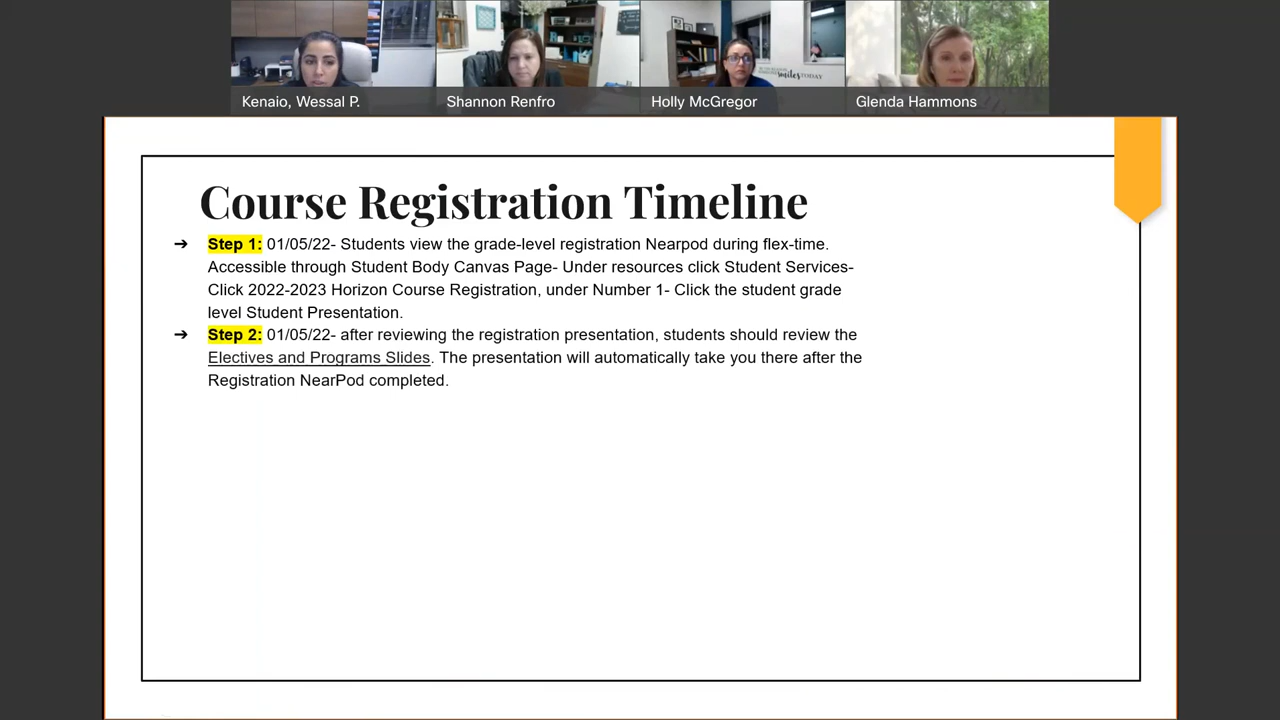 Kenaio, Wessal P.
Shannon Renfro
Holly McGregor
Glenda Hammons
Course Registration Timeline
➔ Step 1: 01/05/22- Students view the grade-level registration Nearpod during flex-time.
Accessible through Student Body Canvas Page- Under resources click Student Services-
Click 2022-2023 Horizon Course Registration, under Number 1- Click the student grade
level Student Presentation.
➔ Step 2: 01/05/22- after reviewing the registration presentation, students should review the
Electives and Programs Slides. The presentation will automatically take you there after the
Registration NearPod completed.